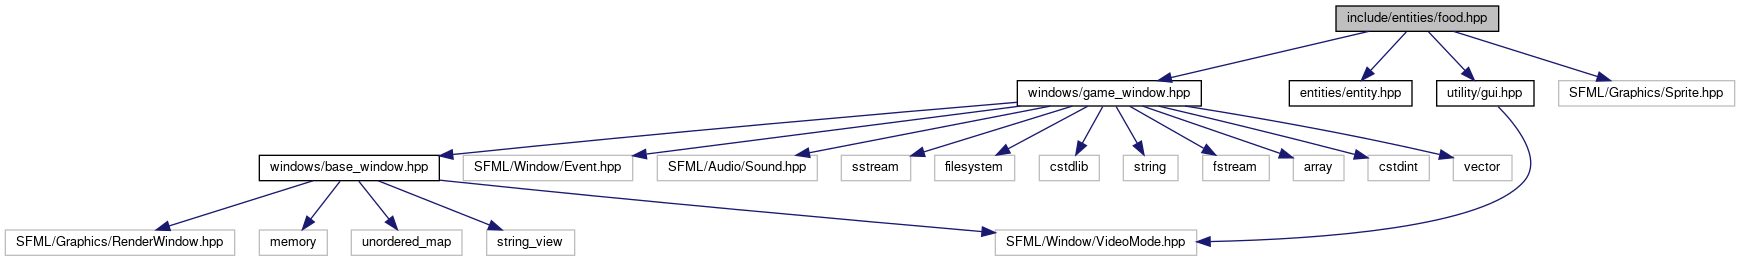 include/entities/food.hpp
windows/game_window.hpp
entities/entity.hpp
utility/gui.hpp
SFML/Graphics/Sprite.hpp
windows/base_window.hpp
SFML/Window/Event.hpp
SFML/Audio/Sound.hpp
sstream
filesystem
cstdlib
string
fstream
array
cstdint
vector
SFML/Graphics/RenderWindow.hpp
memory
unordered_map
string_view
SFML/Window/VideoMode.hpp